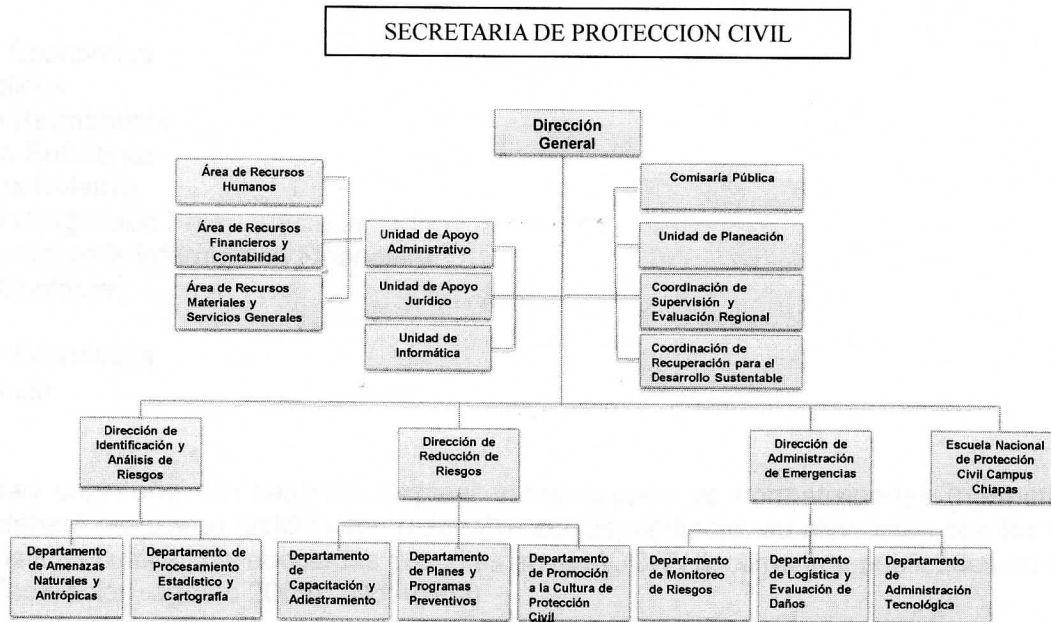 SECRETARIA DE PROTECCION CIVIL
Dirección
General
Área de Recursos
Humanos
Área de Recursos
Financieros y
Contabilidad
Área de Recursos
Materiales y
Servicios Generales
Unidad de Apoyo
Administrativo
Unidad de Apoyo
Jurídico
Unidad de
Informática
Comisaría Pública
Unidad de Planeación
Coordinación de
Supervisión y
Evaluación Regional
Coordinación de
Recuperación para el
Desarrollo Sustentable
Dirección de
Identificación y
Análisis de
Riesgos
Dirección de
Reducción de
Riesgos
Dirección de
Administración
de Emergencias
Escuela Nacional
de Protección
Civil Campus
Chiapas
Departamento
de Amenazas
Naturales y
Antrópicas
Departamento de
Procesamiento
Estadístico y
Cartografía
Departamento
de
Capacitación y
Adiestramiento
Departamento
de Planes y
Programas
Preventivos
Departamento
de Promoción
a la Cultura de
Protección
Civil
Departamento
de Monitoreo
de Riesgos
Departamento
de Logística y
Evaluación de
Daños
Departamento
de
Administración
Tecnológica